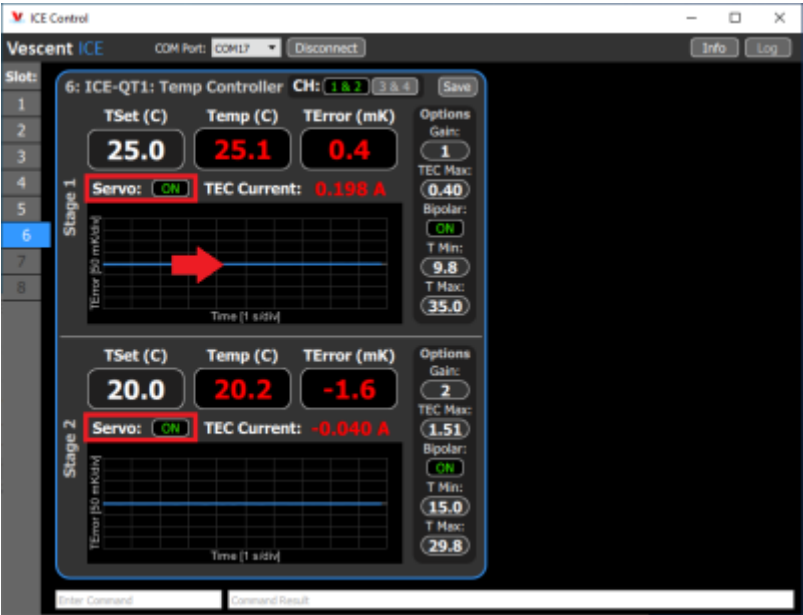 ICE Control
Vescent ICE COM Port: COM17 Disconnect Info Log
Slot:
1
2
3
4
5
6
7
8
6: ICE-QT1: Temp Controller CH: 1 & 2 3 & 4 Save
TSet (C) Temp (C) TError (mK)
25.0 25.1 0.4
Servo: ON TEC Current: 0.198 A
Stage 1
TError [50 mK/div]
Time [1 s/div]
Options
Gain:
1
TEC Max:
0.40
Bipolar:
ON
T Min:
9.8
T Max:
35.0
TSet (C) Temp (C) TError (mK)
20.0 20.2 -1.6
Servo: ON TEC Current: -0.040 A
Stage 2
TError [50 mK/div]
Time [1 s/div]
Options
Gain:
2
TEC Max:
1.51
Bipolar:
ON
T Min:
15.0
T Max:
29.8
Enter Command Command Result